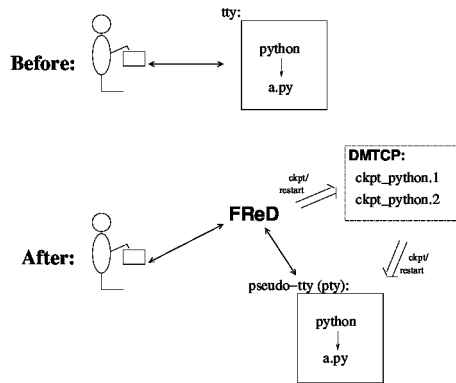 tty:
Before:
python
a.py
DMTCP:
ckpt_python.1
ckpt_python.2
ckpt/
restart
FReD
After:
ckpt/
restart
pseudo-tty (pty):
python
a.py